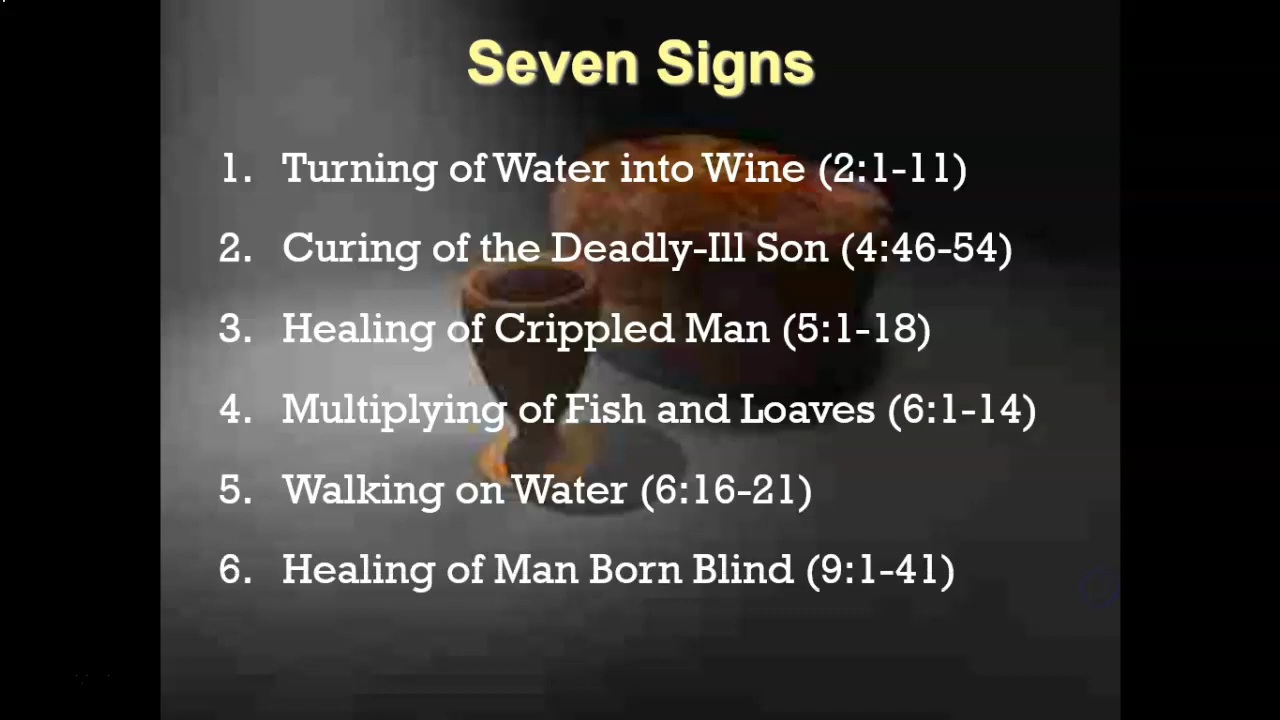 Seven Signs
1. Turning of Water into Wine (2:1-11)
2. Curing of the Deadly-Ill Son (4:46-54)
3. Healing of Crippled Man (5:1-18)
4. Multiplying of Fish and Loaves (6:1-14)
5. Walking on Water (6:16-21)
6. Healing of Man Born Blind (9:1-41)